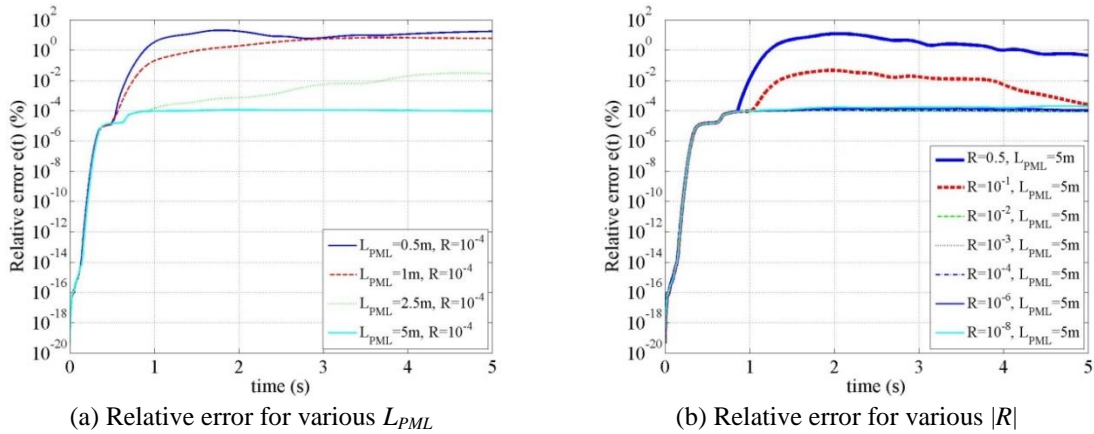 10^2
10^0
10^-2
10^-4
10^-6
10^-8
10^-10
10^-12
10^-14
10^-16
10^-18
10^-20
Relative error e(t) (%)
L_PML=0.5m, R=10^-4
L_PML=1m, R=10^-4
L_PML=2.5m, R=10^-4
L_PML=5m, R=10^-4
0 1 2 3 4 5
time (s)
(a) Relative error for various L_PML
10^2
10^0
10^-2
10^-4
10^-6
10^-8
10^-10
10^-12
10^-14
10^-16
10^-18
10^-20
Relative error e(t) (%)
R=0.5, L_PML=5m
R=10^-1, L_PML=5m
R=10^-2, L_PML=5m
R=10^-3, L_PML=5m
R=10^-4, L_PML=5m
R=10^-6, L_PML=5m
R=10^-8, L_PML=5m
0 1 2 3 4 5
time (s)
(b) Relative error for various |R|